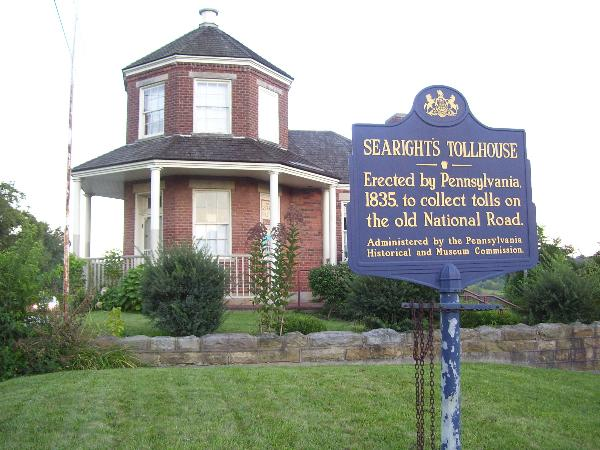 SEARIGHT'S TOLLHOUSE
Erected by Pennsylvania,
1835, to collect tolls on
the old National Road.
Administered by the Pennsylvania
Historical and Museum Commission.